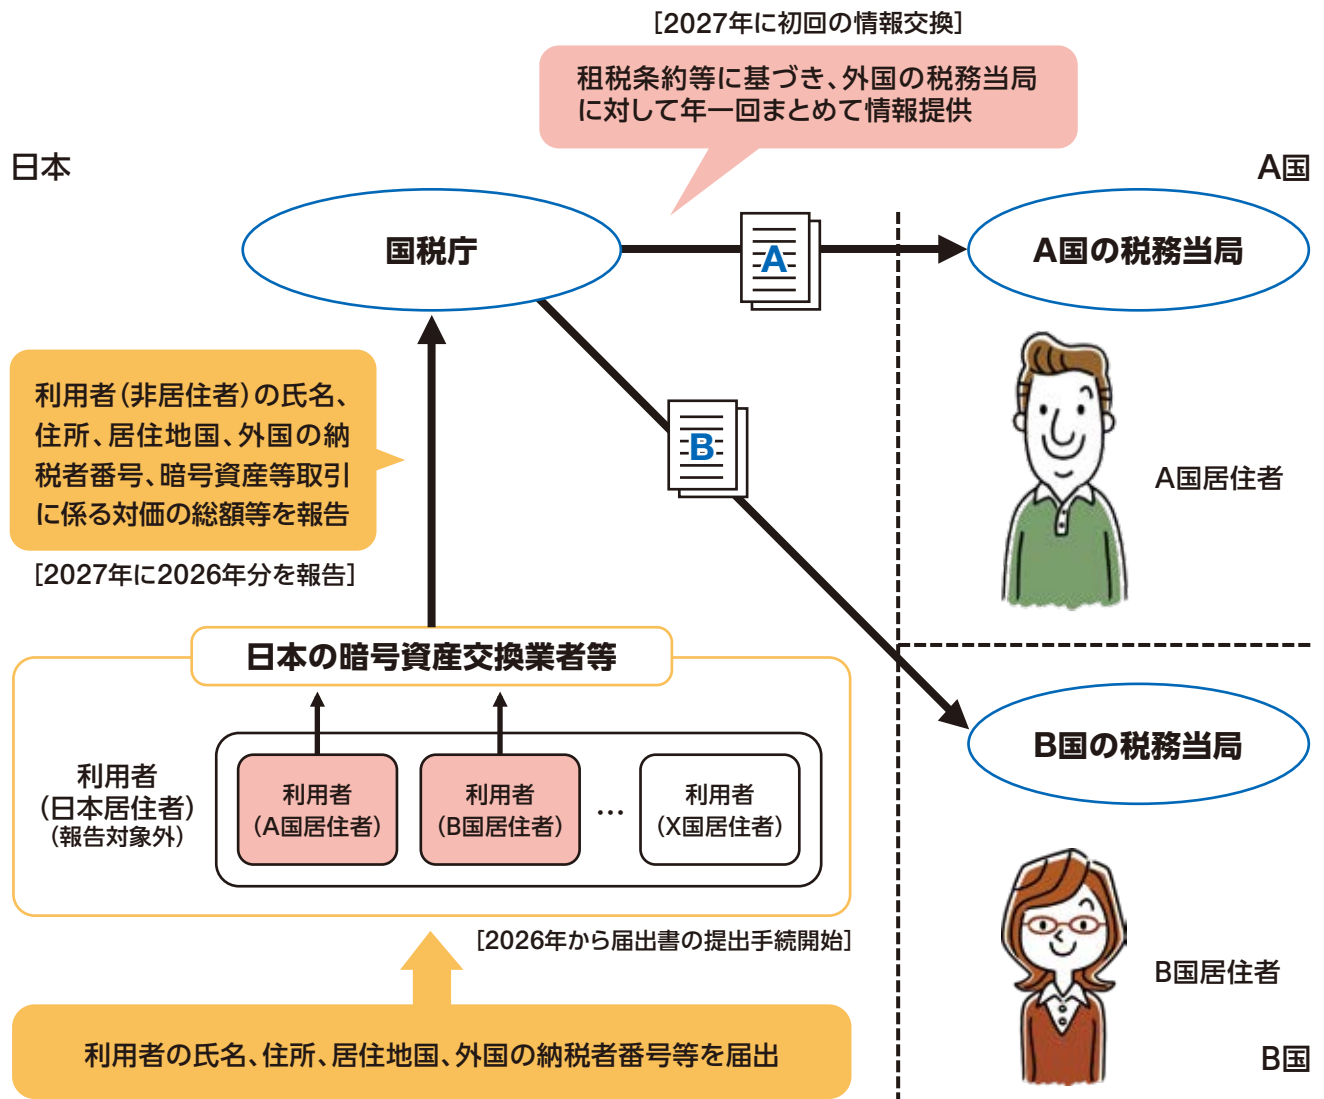 [2027年に初回の情報交換]
租税条約等に基づき、外国の税務当局
に対して年一回まとめて情報提供
日本
A国
国税庁
A
A国の税務当局
利用者(非居住者)の氏名、
住所、居住地国、外国の納
税者番号、暗号資産等取引
に係る対価の総額等を報告
[2027年に2026年分を報告]
B
A国居住者
日本の暗号資産交換業者等
B国の税務当局
利用者
(日本居住者)
(報告対象外)
利用者
(A国居住者)
利用者
(B国居住者)
…
利用者
(X国居住者)
[2026年から届出書の提出手続開始]
B国居住者
利用者の氏名、住所、居住地国、外国の納税者番号等を届出
B国